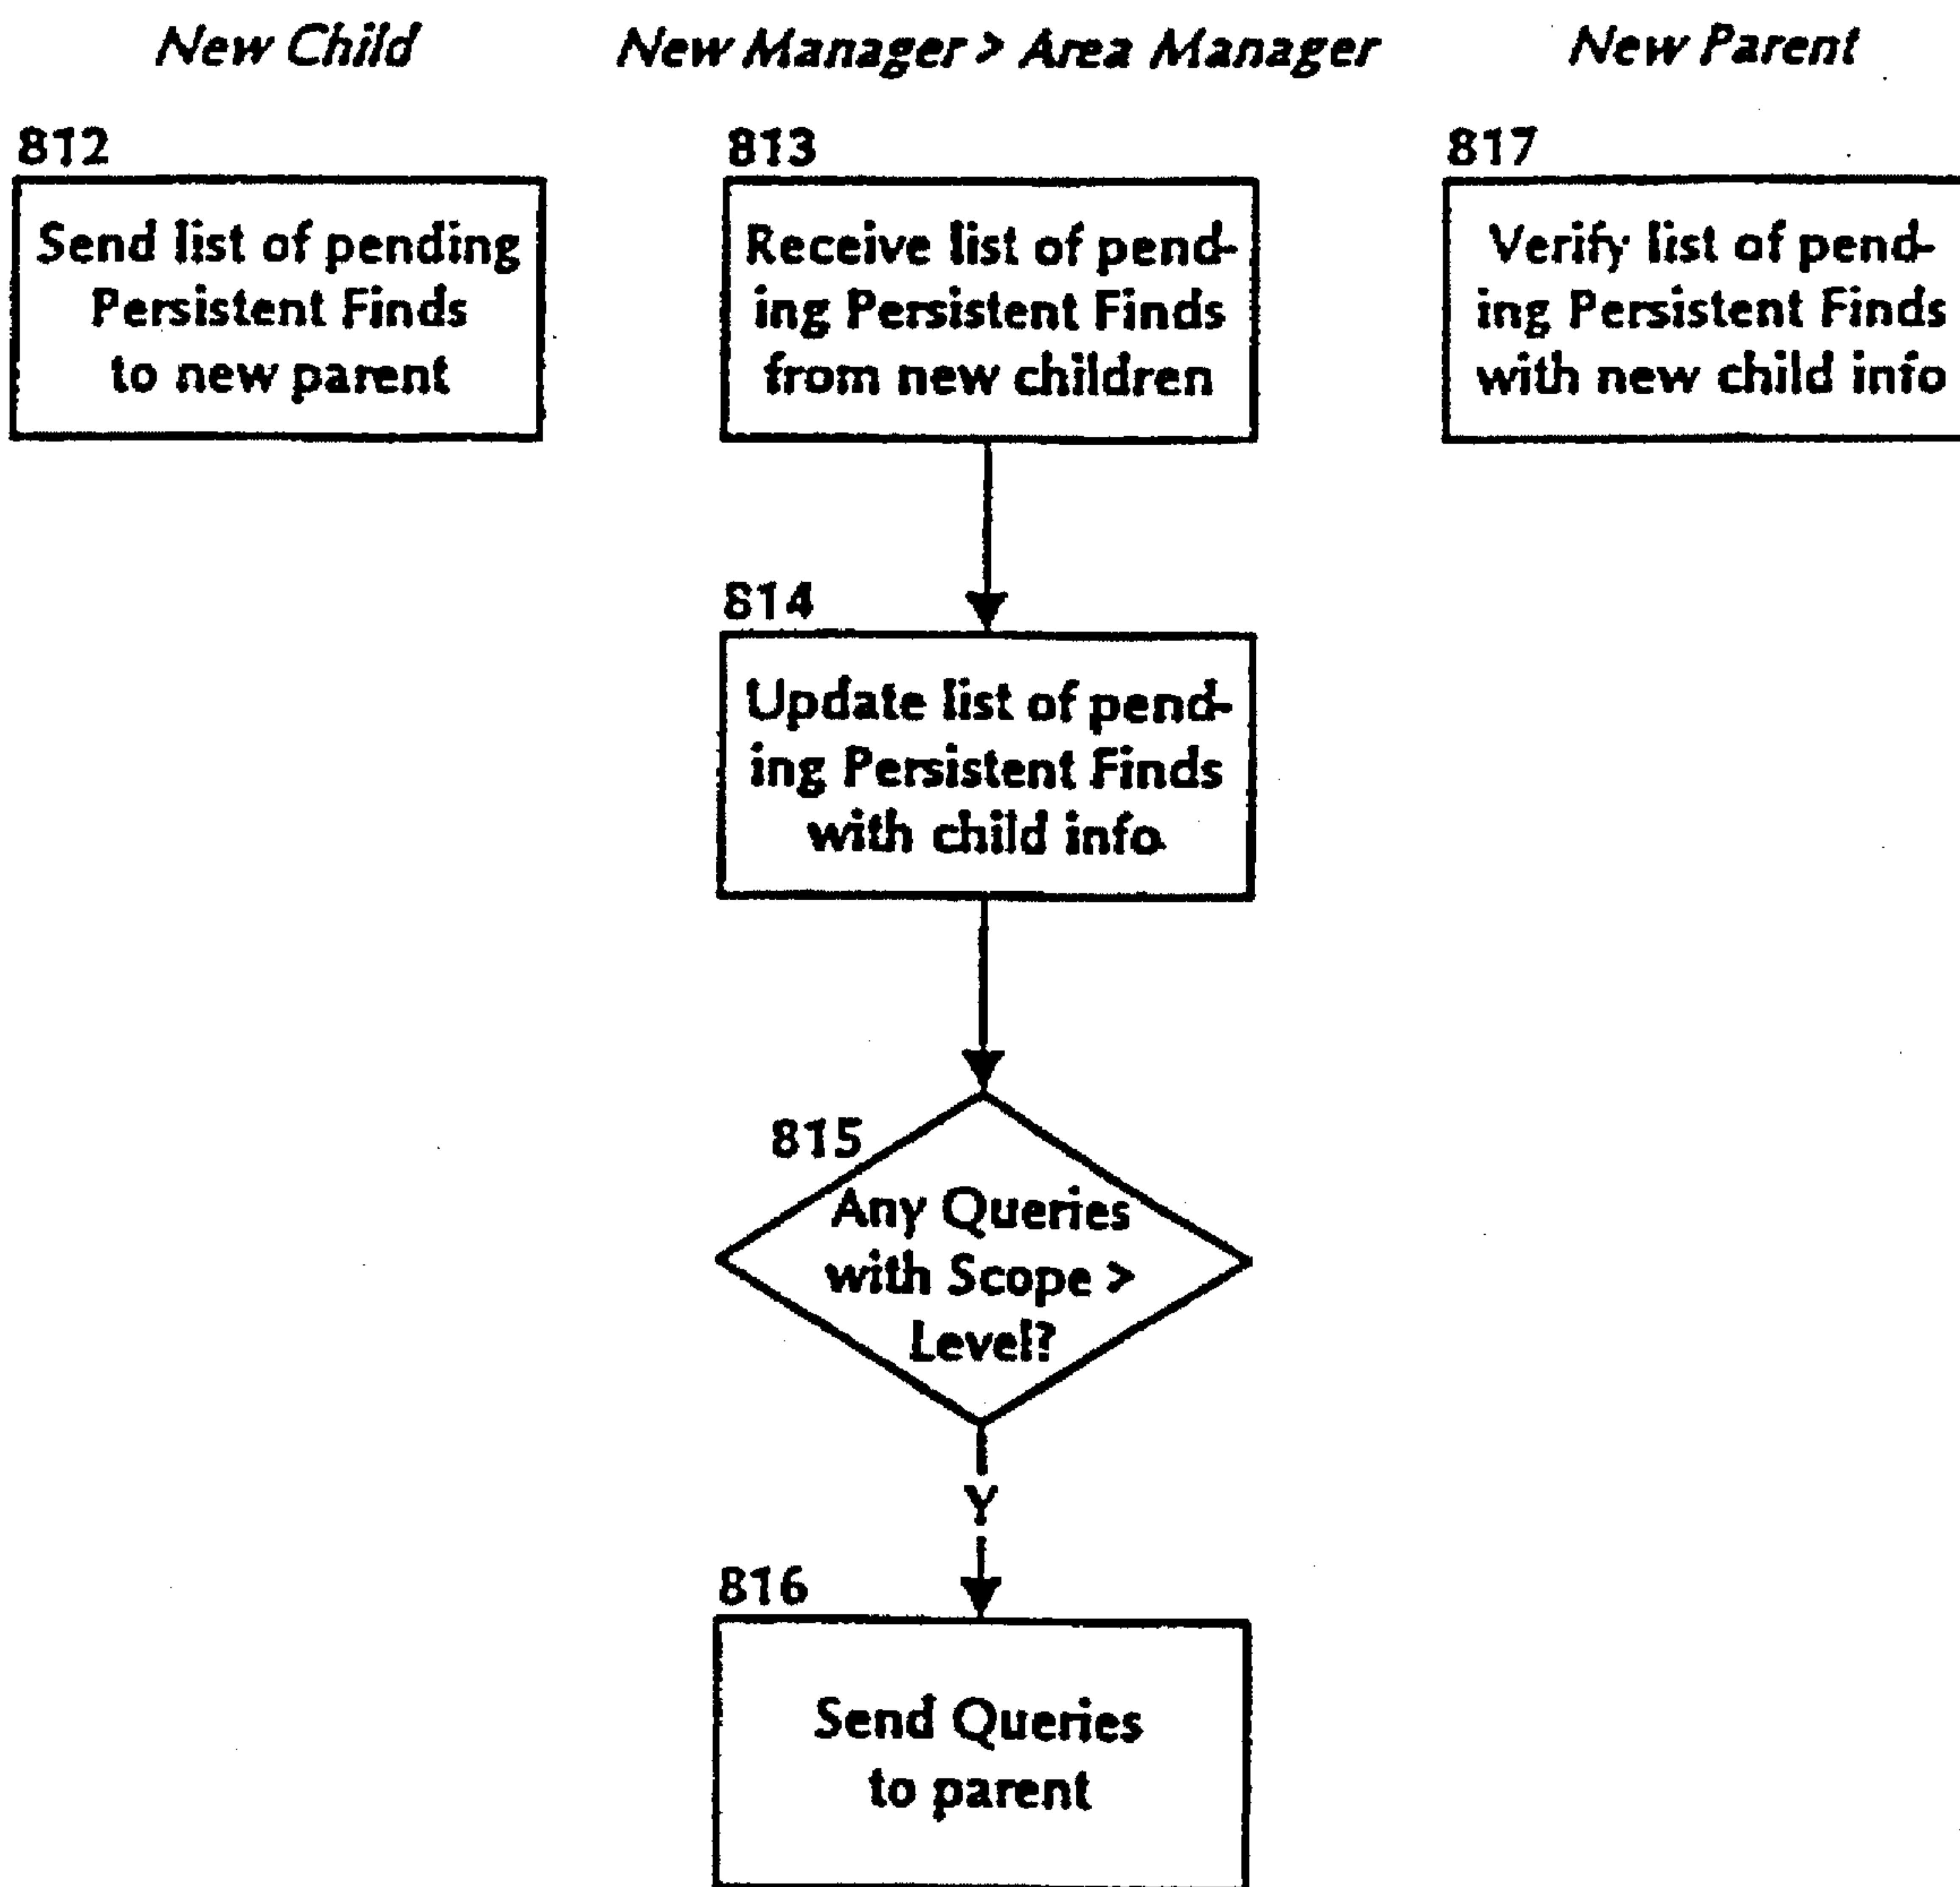 New Child
New Manager > Area Manager
New Parent
812
Send list of pending
Persistent Finds
to new parent
813
Receive list of pend-
ing Persistent Finds
from new children
817
Verify list of pend-
ing Persistent Finds
with new child info
814
Update list of pend-
ing Persistent Finds
with child info
815
Any Queries
with Scope >
Level?
Y
816
Send Queries
to parent